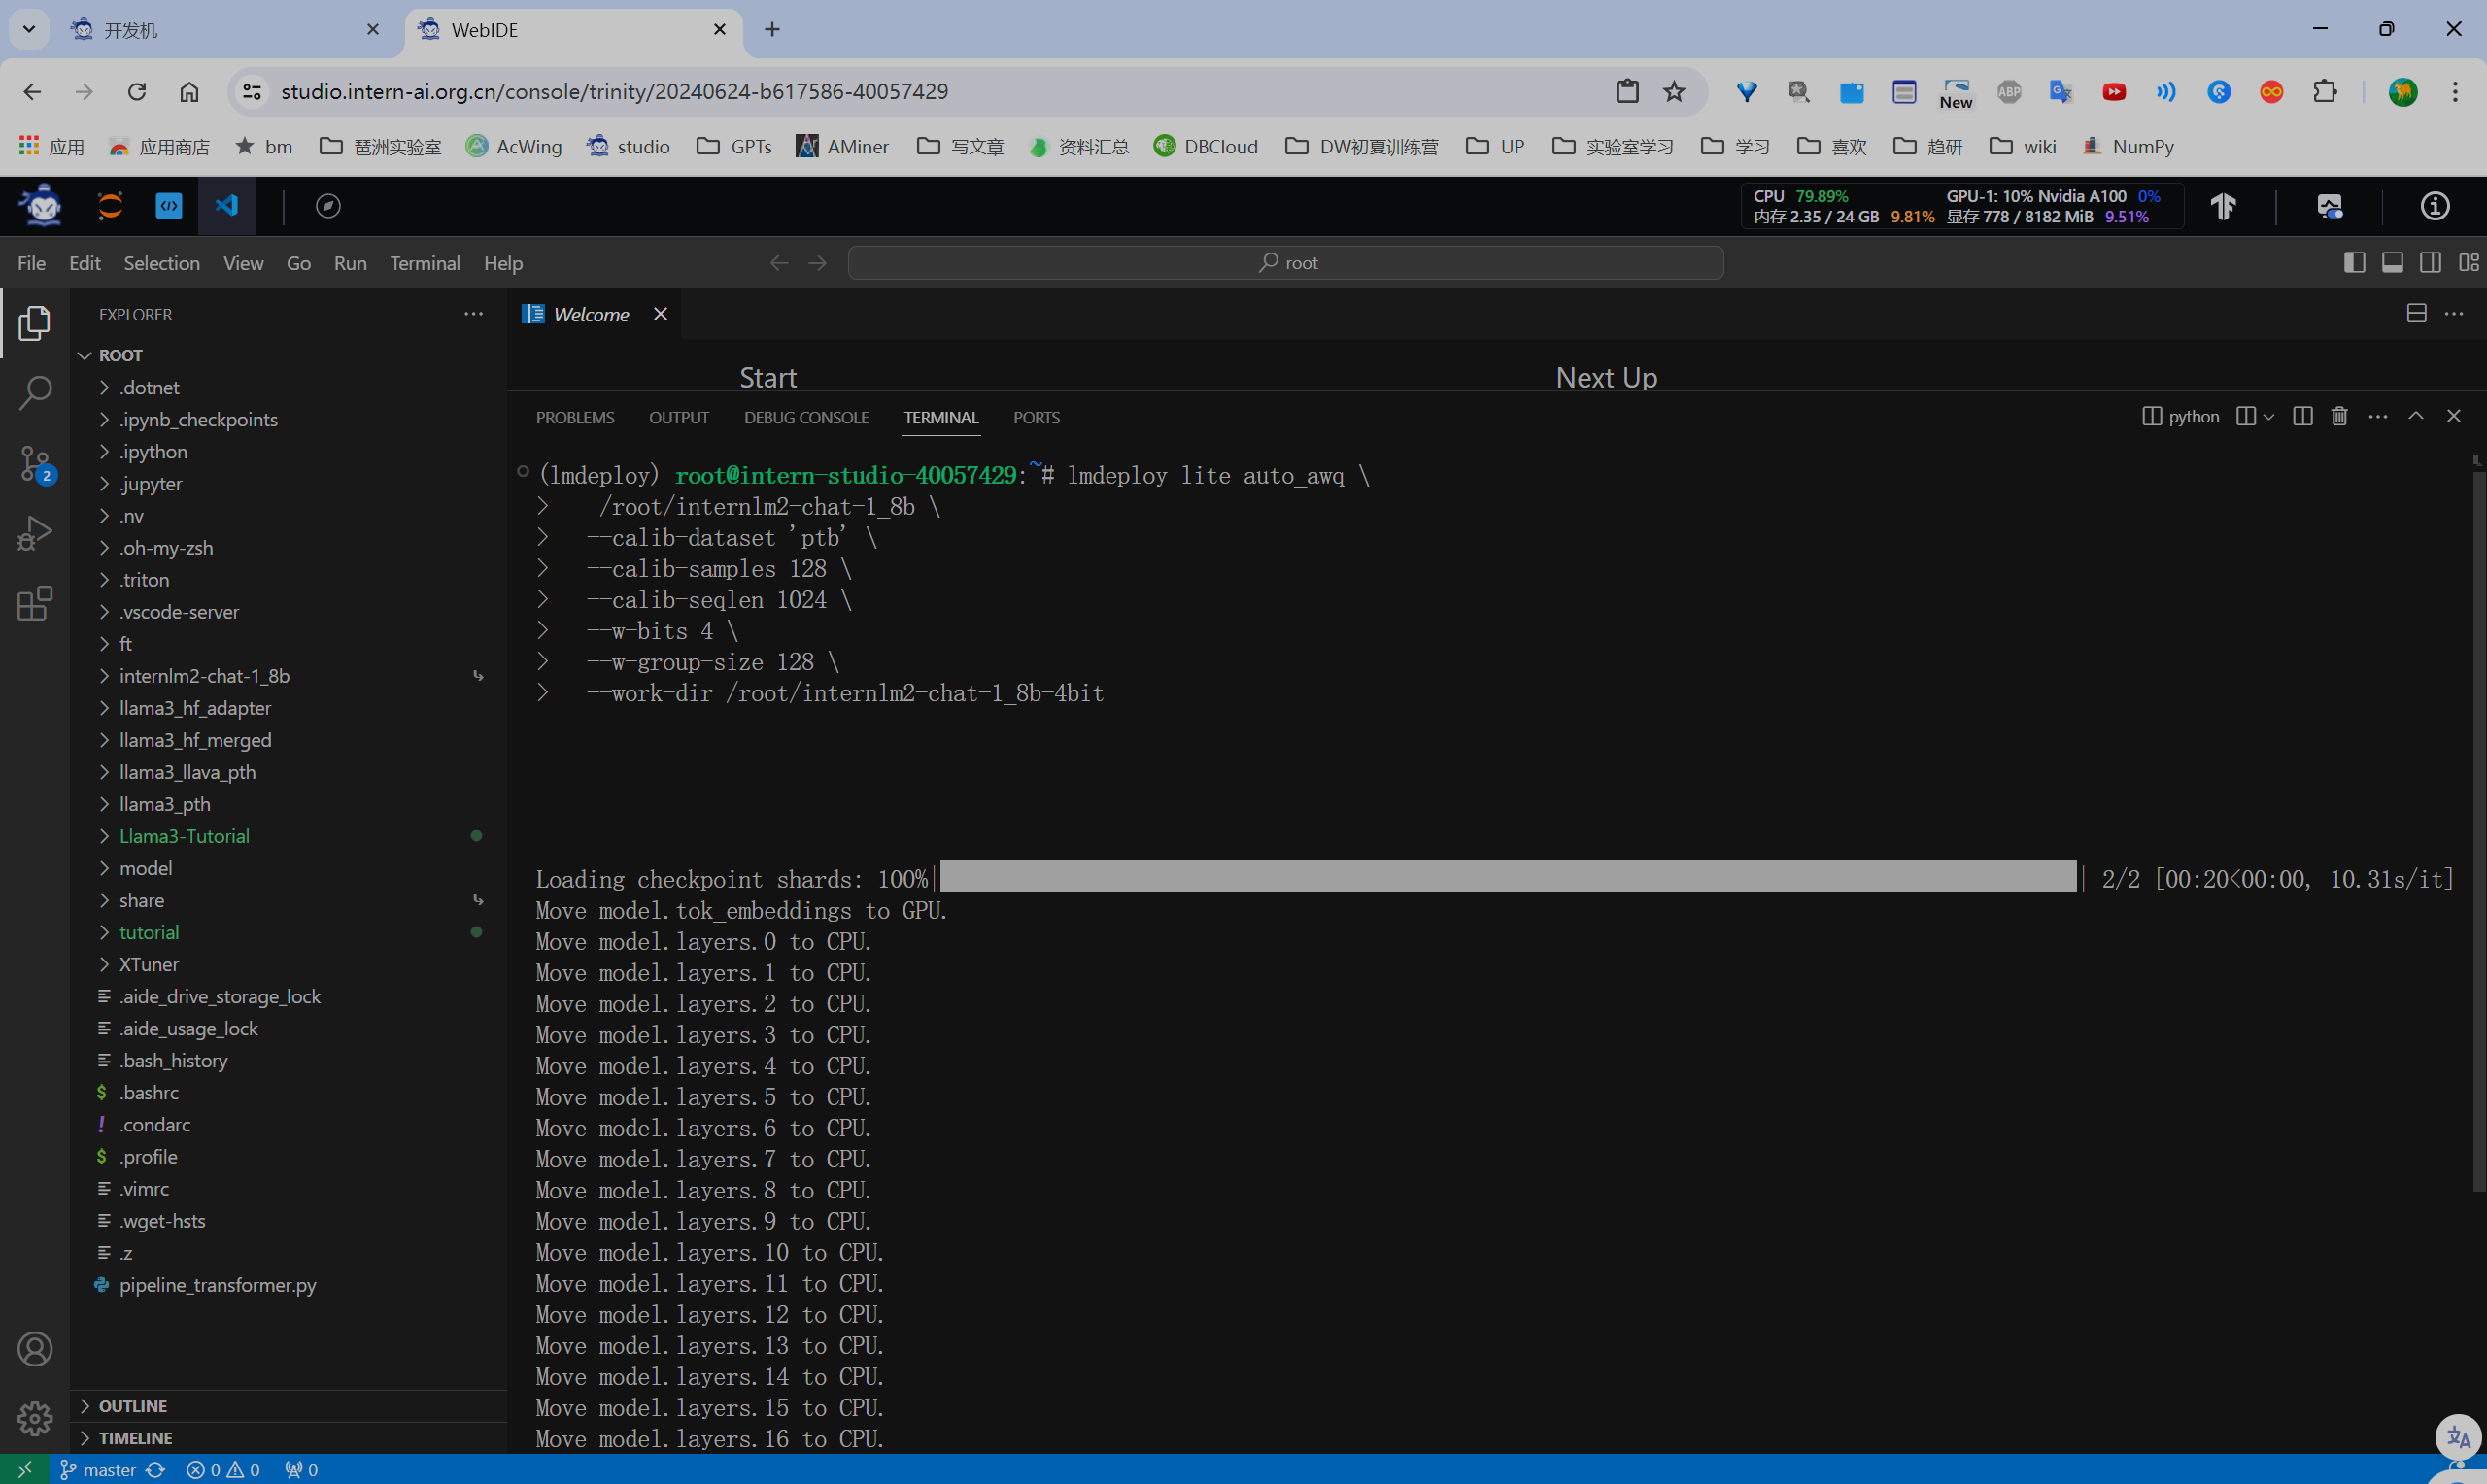 开发机
WebIDE
studio.intern-ai.org.cn/console/trinity/20240624-b617586-40057429
New
ABP
应用
应用商店
bm
琶洲实验室
AcWing
studio
GPTs
AMiner
写文章
资料汇总
DBCloud
DW初夏训练营
UP
实验室学习
学习
喜欢
趋研
wiki
NumPy
CPU 79.89% GPU-1: 10% Nvidia A100 0%
内存 2.35 / 24 GB 9.81% 显存 778 / 8182 MiB 9.51%
File Edit Selection View Go Run Terminal Help
root
EXPLORER
Welcome
ROOT
.dotnet
.ipynb_checkpoints
.ipython
.jupyter
.nv
.oh-my-zsh
.triton
.vscode-server
ft
internlm2-chat-1_8b
llama3_hf_adapter
llama3_hf_merged
llama3_llava_pth
llama3_pth
Llama3-Tutorial
model
share
tutorial
XTuner
.aide_drive_storage_lock
.aide_usage_lock
.bash_history
$ .bashrc
! .condarc
$ .profile
.vimrc
.wget-hsts
.z
pipeline_transformer.py
OUTLINE
TIMELINE
2
Start
Next Up
PROBLEMS OUTPUT DEBUG CONSOLE TERMINAL PORTS
python
(lmdeploy) root@intern-studio-40057429:~# lmdeploy lite auto_awq \
> /root/internlm2-chat-1_8b \
> --calib-dataset 'ptb' \
> --calib-samples 128 \
> --calib-seqlen 1024 \
> --w-bits 4 \
> --w-group-size 128 \
> --work-dir /root/internlm2-chat-1_8b-4bit
Loading checkpoint shards: 100%| | 2/2 [00:20<00:00, 10.31s/it]
Move model.tok_embeddings to GPU.
Move model.layers.0 to CPU.
Move model.layers.1 to CPU.
Move model.layers.2 to CPU.
Move model.layers.3 to CPU.
Move model.layers.4 to CPU.
Move model.layers.5 to CPU.
Move model.layers.6 to CPU.
Move model.layers.7 to CPU.
Move model.layers.8 to CPU.
Move model.layers.9 to CPU.
Move model.layers.10 to CPU.
Move model.layers.11 to CPU.
Move model.layers.12 to CPU.
Move model.layers.13 to CPU.
Move model.layers.14 to CPU.
Move model.layers.15 to CPU.
Move model.layers.16 to CPU.
master 0 0 0